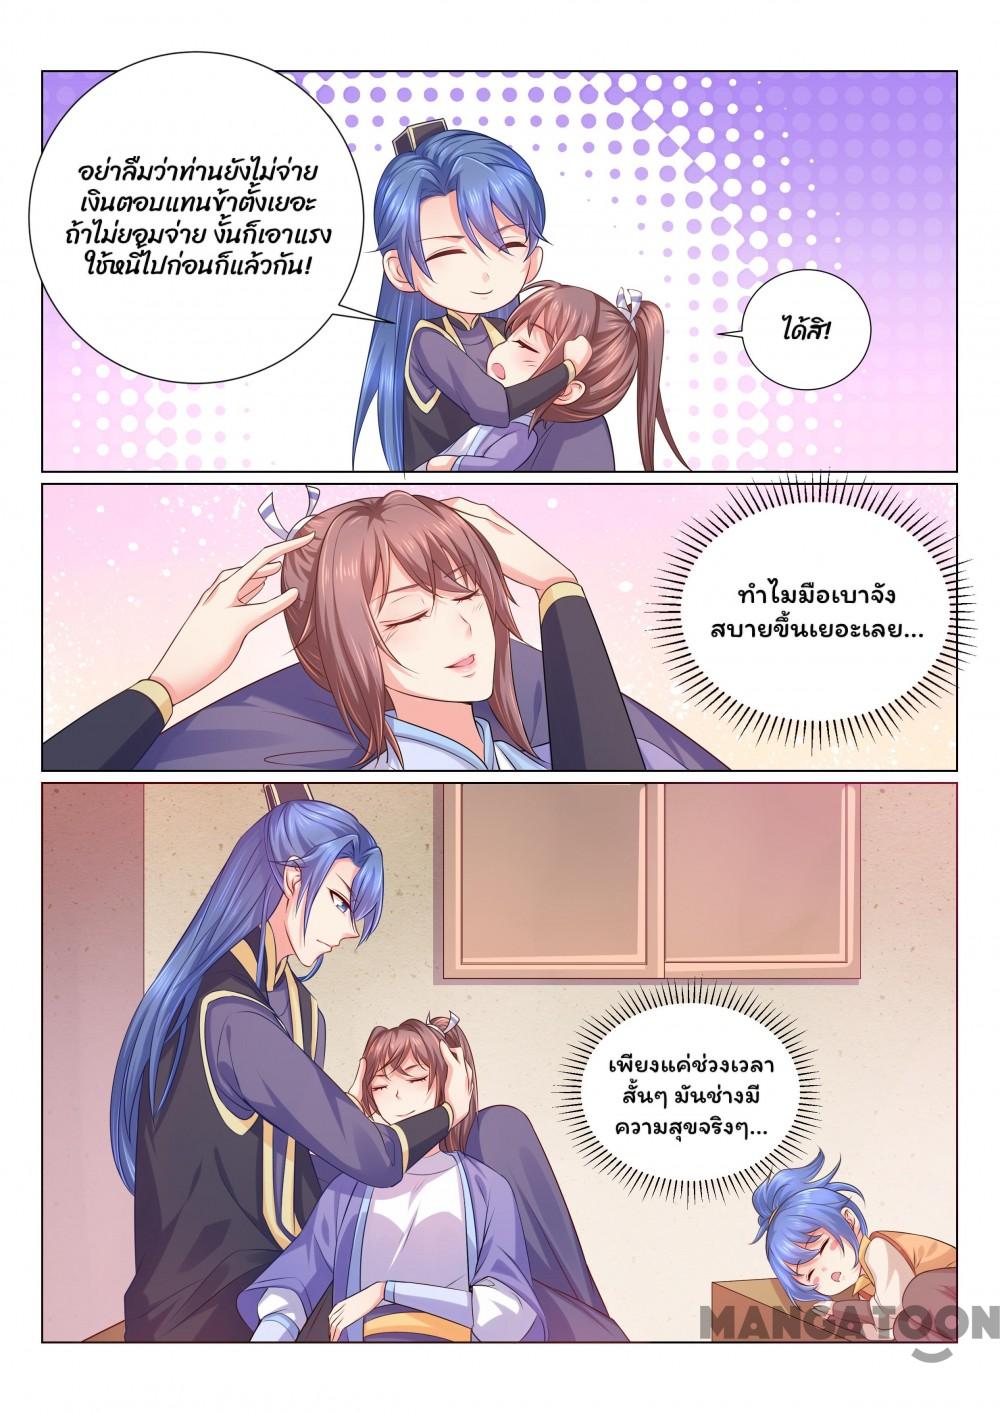 อย่าลืมว่าท่านยังไม่จ่าย
เงินตอบแทนข้าตั้งเยอะ
ถ้าไม่ยอมจ่าย งั้นก็เอาแรง
ใช้หนี้ไปก่อนก็แล้วกัน!
ได้สิ!
ทำไมมือเบาจัง
สบายขึ้นเยอะเลย...
เพียงแค่ช่วงเวลา
สั้นๆ มันช่างมี
ความสุขจริงๆ...
MANGATOON